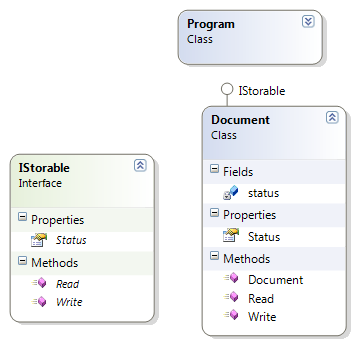 Program
Class
IStorable
Document
Class
Fields
status
Properties
Status
Methods
Document
Read
Write
IStorable
Interface
Properties
Status
Methods
Read
Write